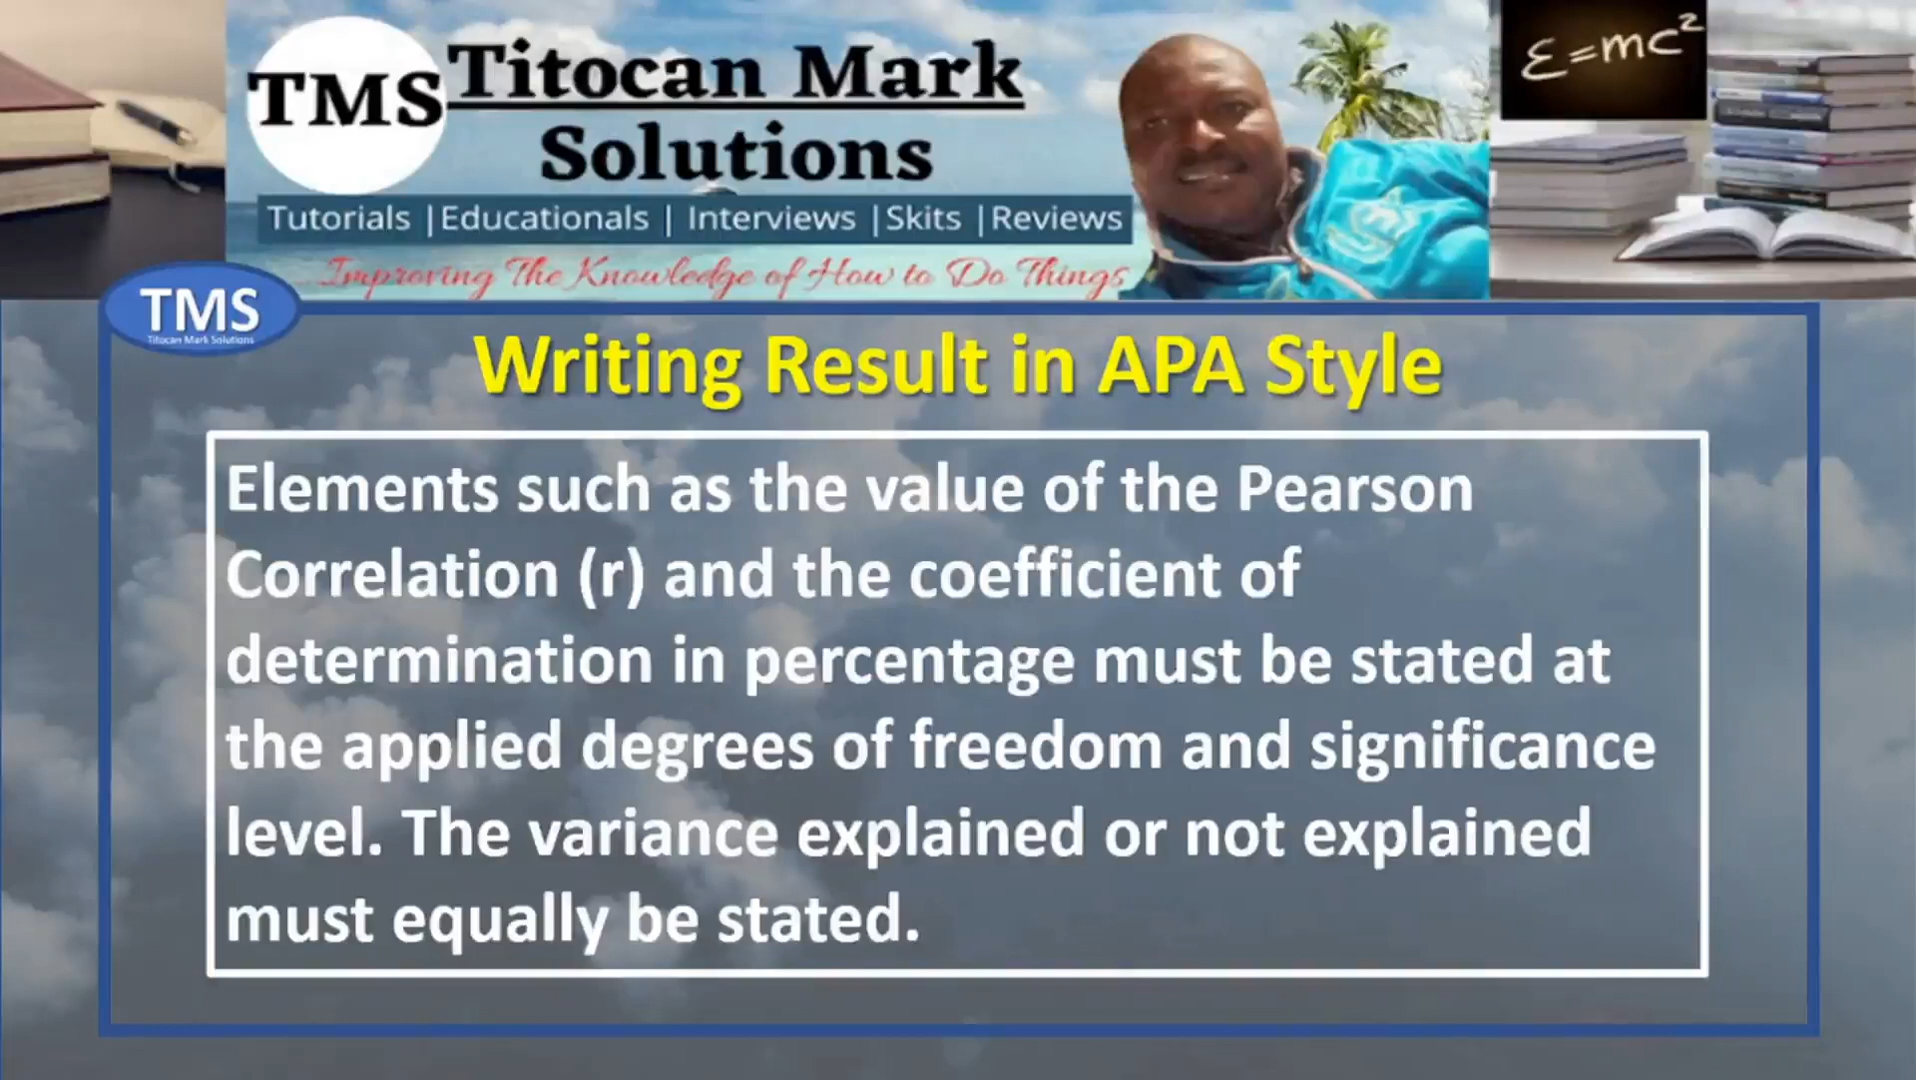 TMS
Titocan Mark
Solutions
Tutorials |Educationals | Interviews |Skits |Reviews
Improving The Knowledge of How to Do Things
Ɛ=mc²
TMS
Titocan Mark Solutions
Writing Result in APA Style
Elements such as the value of the Pearson
Correlation (r) and the coefficient of
determination in percentage must be stated at
the applied degrees of freedom and significance
level. The variance explained or not explained
must equally be stated.